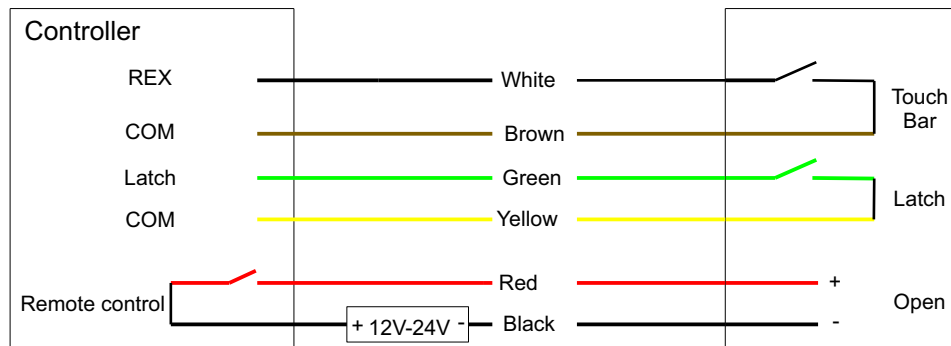 Controller
REX
White
Touch
Bar
COM
Brown
Latch
Green
Latch
COM
Yellow
Red
+
Remote control
Open
+ 12V-24V -
Black
-